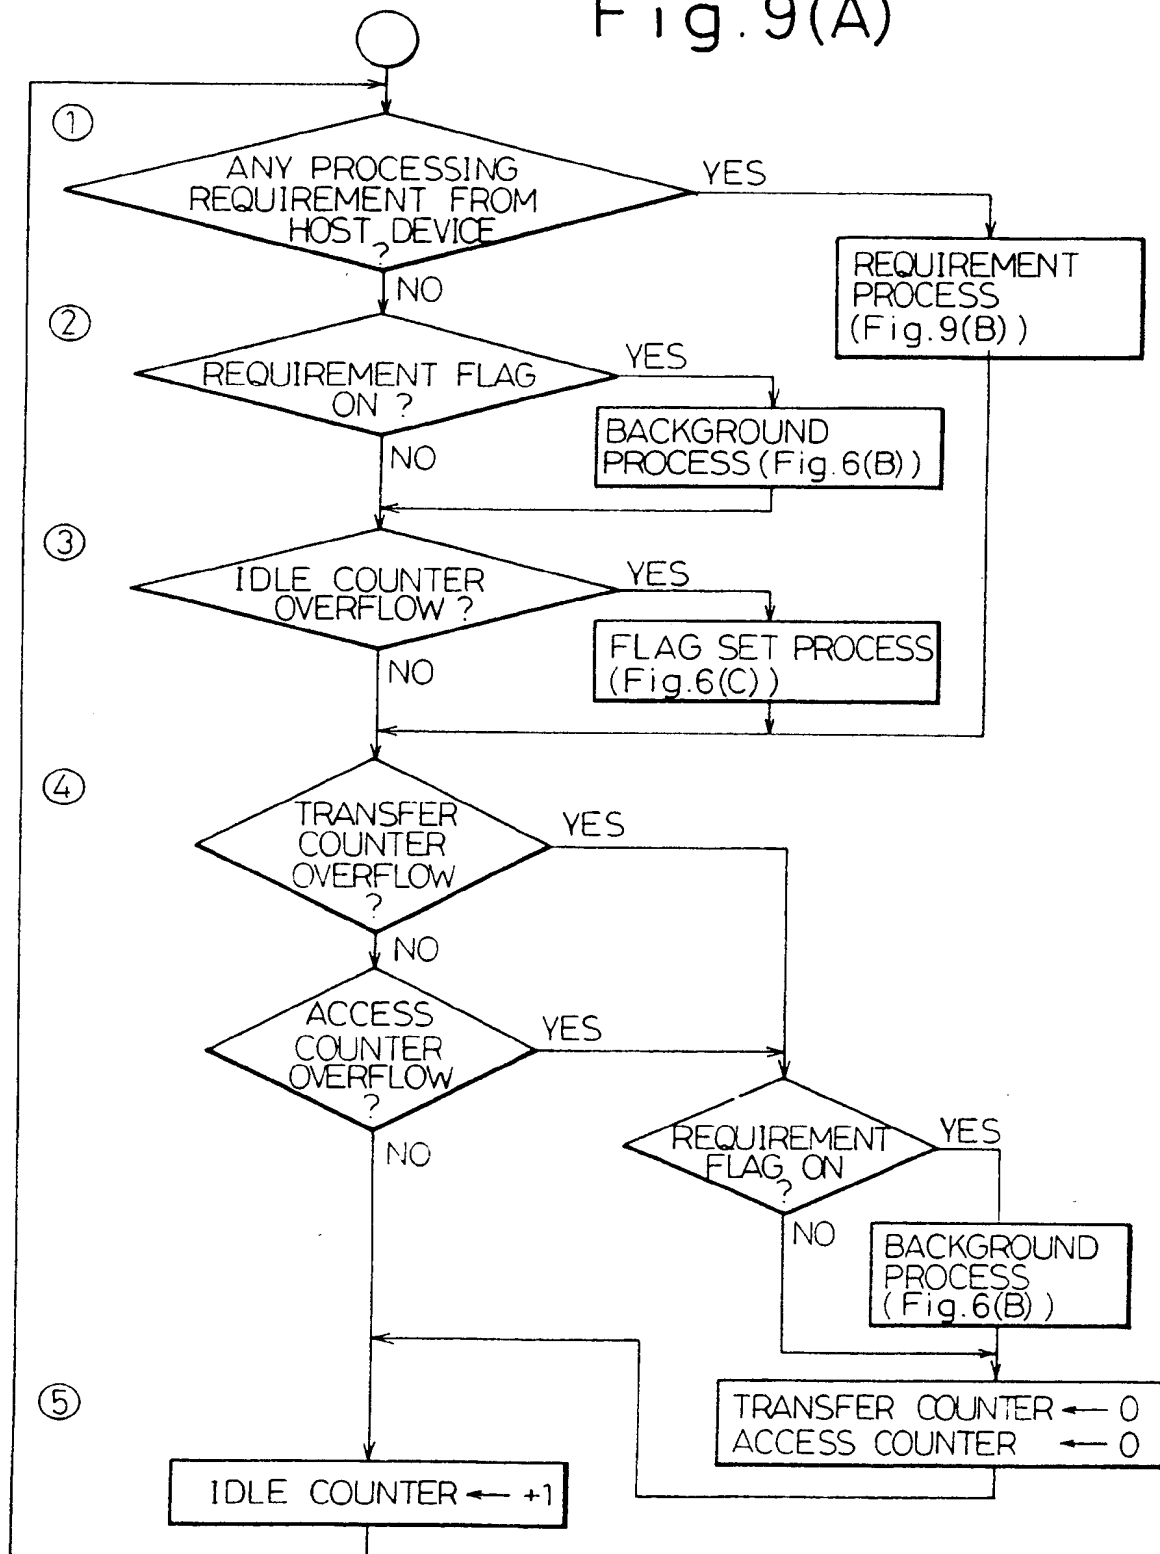 Fig.9(A)
①
ANY PROCESSING
REQUIREMENT FROM
HOST DEVICE
?
YES
NO
REQUIREMENT
PROCESS
(Fig.9(B))
②
REQUIREMENT FLAG
ON ?
YES
NO
BACKGROUND
PROCESS (Fig.6(B))
③
IDLE COUNTER
OVERFLOW ?
YES
NO
FLAG SET PROCESS
(Fig.6(C))
④
TRANSFER
COUNTER
OVERFLOW
?
YES
NO
ACCESS
COUNTER
OVERFLOW
?
YES
NO
REQUIREMENT
FLAG ON
?
YES
NO
BACKGROUND
PROCESS
(Fig.6(B))
TRANSFER COUNTER ← 0
ACCESS COUNTER ← 0
⑤
IDLE COUNTER ← +1